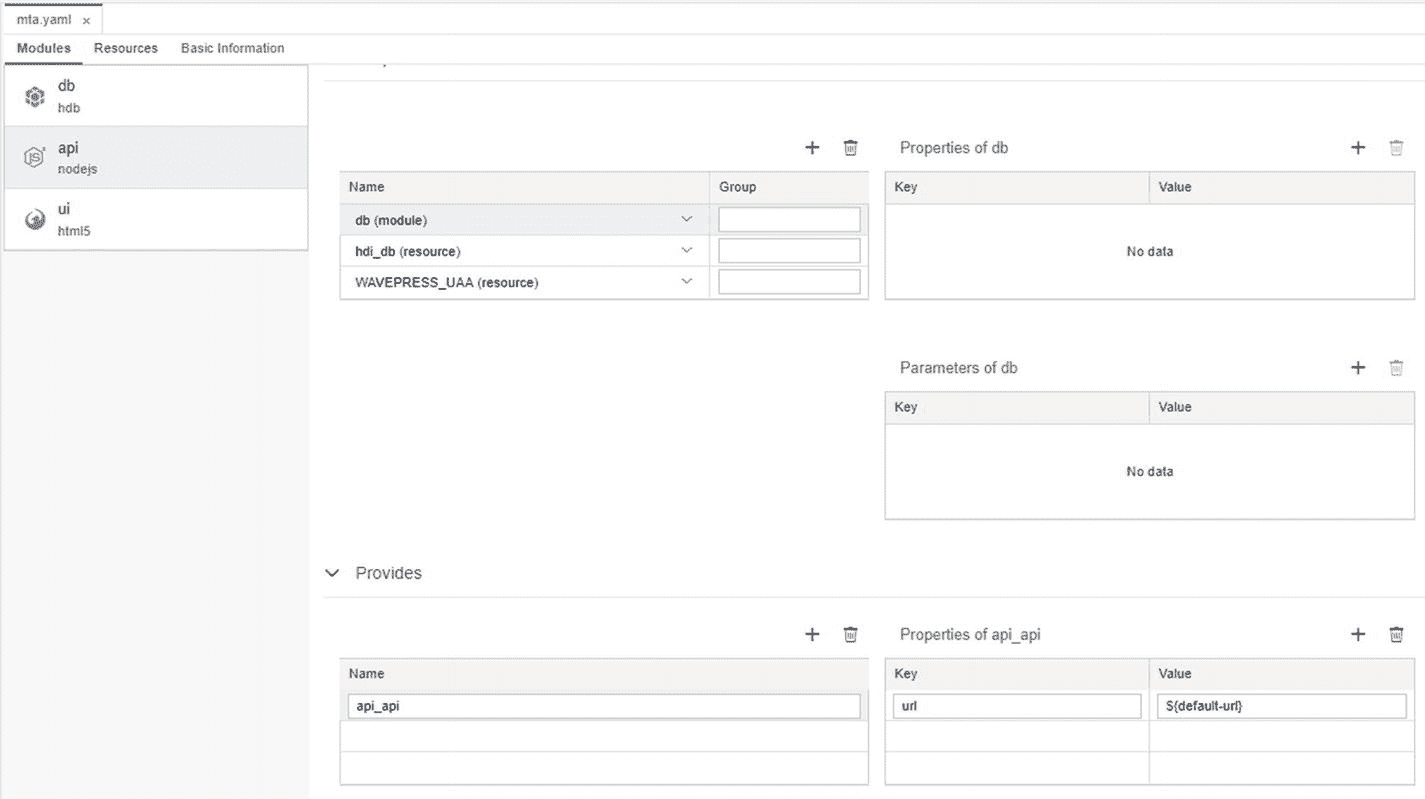 mta.yaml ×
Modules Resources Basic Information
db
hdb
api
nodejs
ui
html5
Properties of db
Name Group
db (module)
hdi_db (resource)
WAVEPRESS_UAA (resource)
Key Value
No data
Parameters of db
Key Value
No data
Provides
Properties of api_api
Name
api_api
Key Value
url ${default-url}